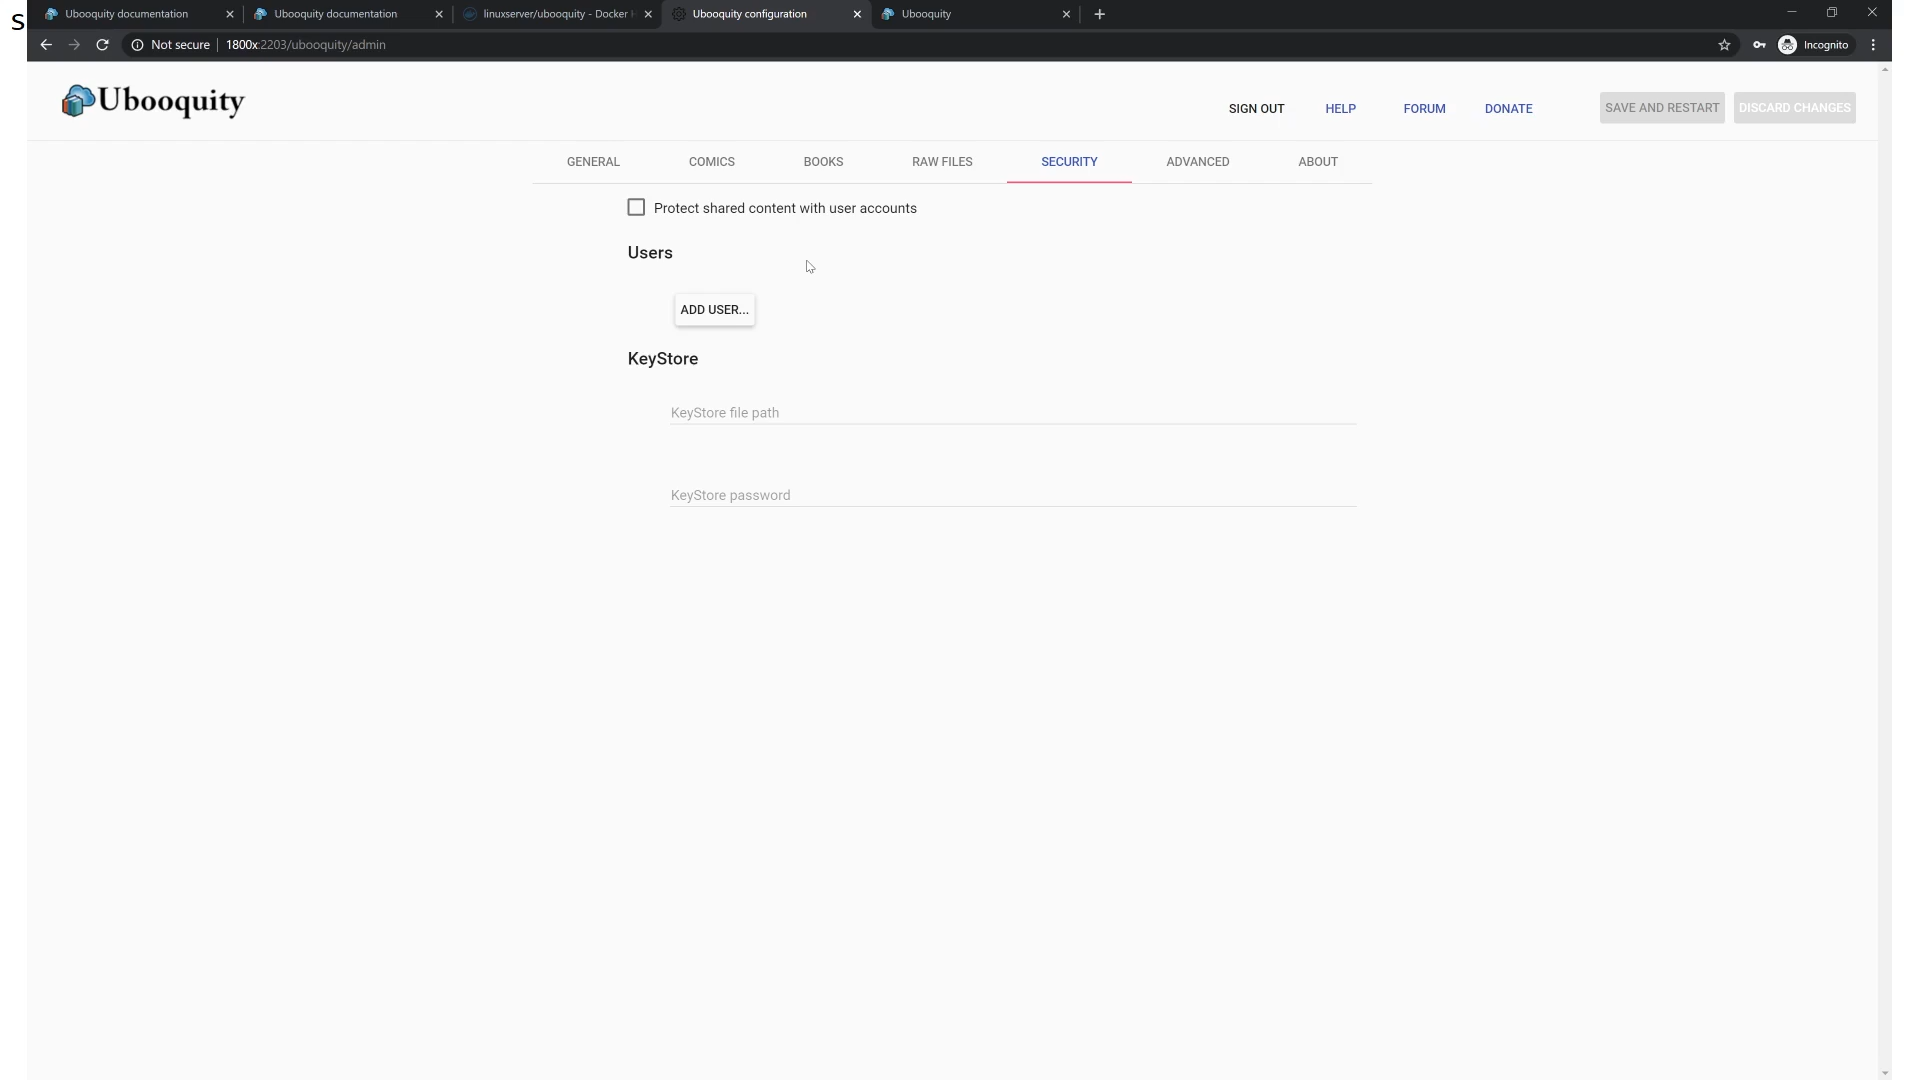 S
Ubooquity documentation
Ubooquity documentation
linuxserver/ubooquity - Docker
Ubooquity configuration
Ubooquity
Not secure
1800x:2203/ubooquity/admin
Incognito
Ubooquity
SIGN OUT
HELP
FORUM
DONATE
SAVE AND RESTART
DISCARD CHANGES
GENERAL
COMICS
BOOKS
RAW FILES
SECURITY
ADVANCED
ABOUT
Protect shared content with user accounts
Users
ADD USER...
KeyStore
KeyStore file path
KeyStore password